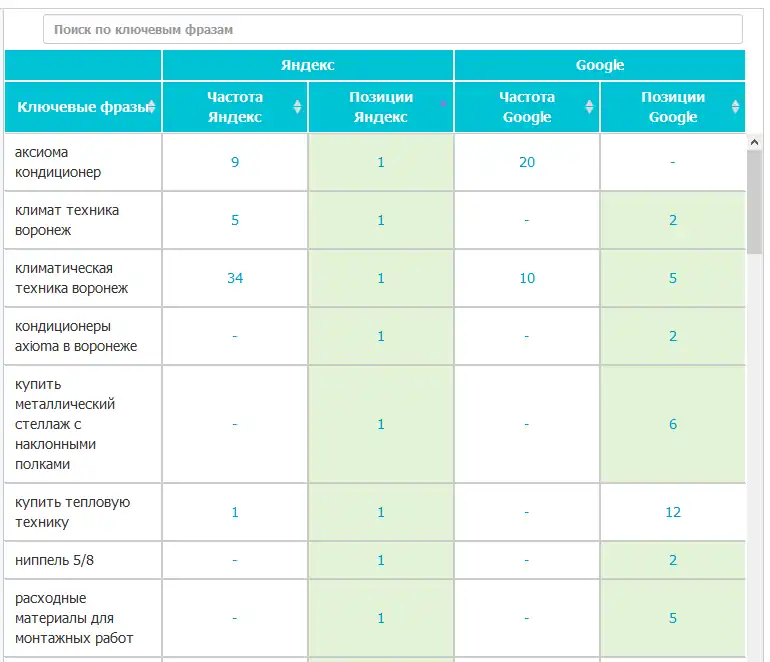 Поиск по ключевым фразам
Яндекс Google
Ключевые фразы Частота Яндекс Позиции Яндекс Частота Google Позиции Google
аксиома
кондиционер 9 1 20 -
климат техника
воронеж 5 1 - 2
климатическая
техника воронеж 34 1 10 5
кондиционеры
axioma в воронеже - 1 - 2
купить
металлический
стеллаж с - 1 - 6
наклонными
полками
купить тепловую
технику 1 1 - 12
ниппель 5/8 - 1 - 2
расходные
материалы для - 1 - 5
монтажных работ